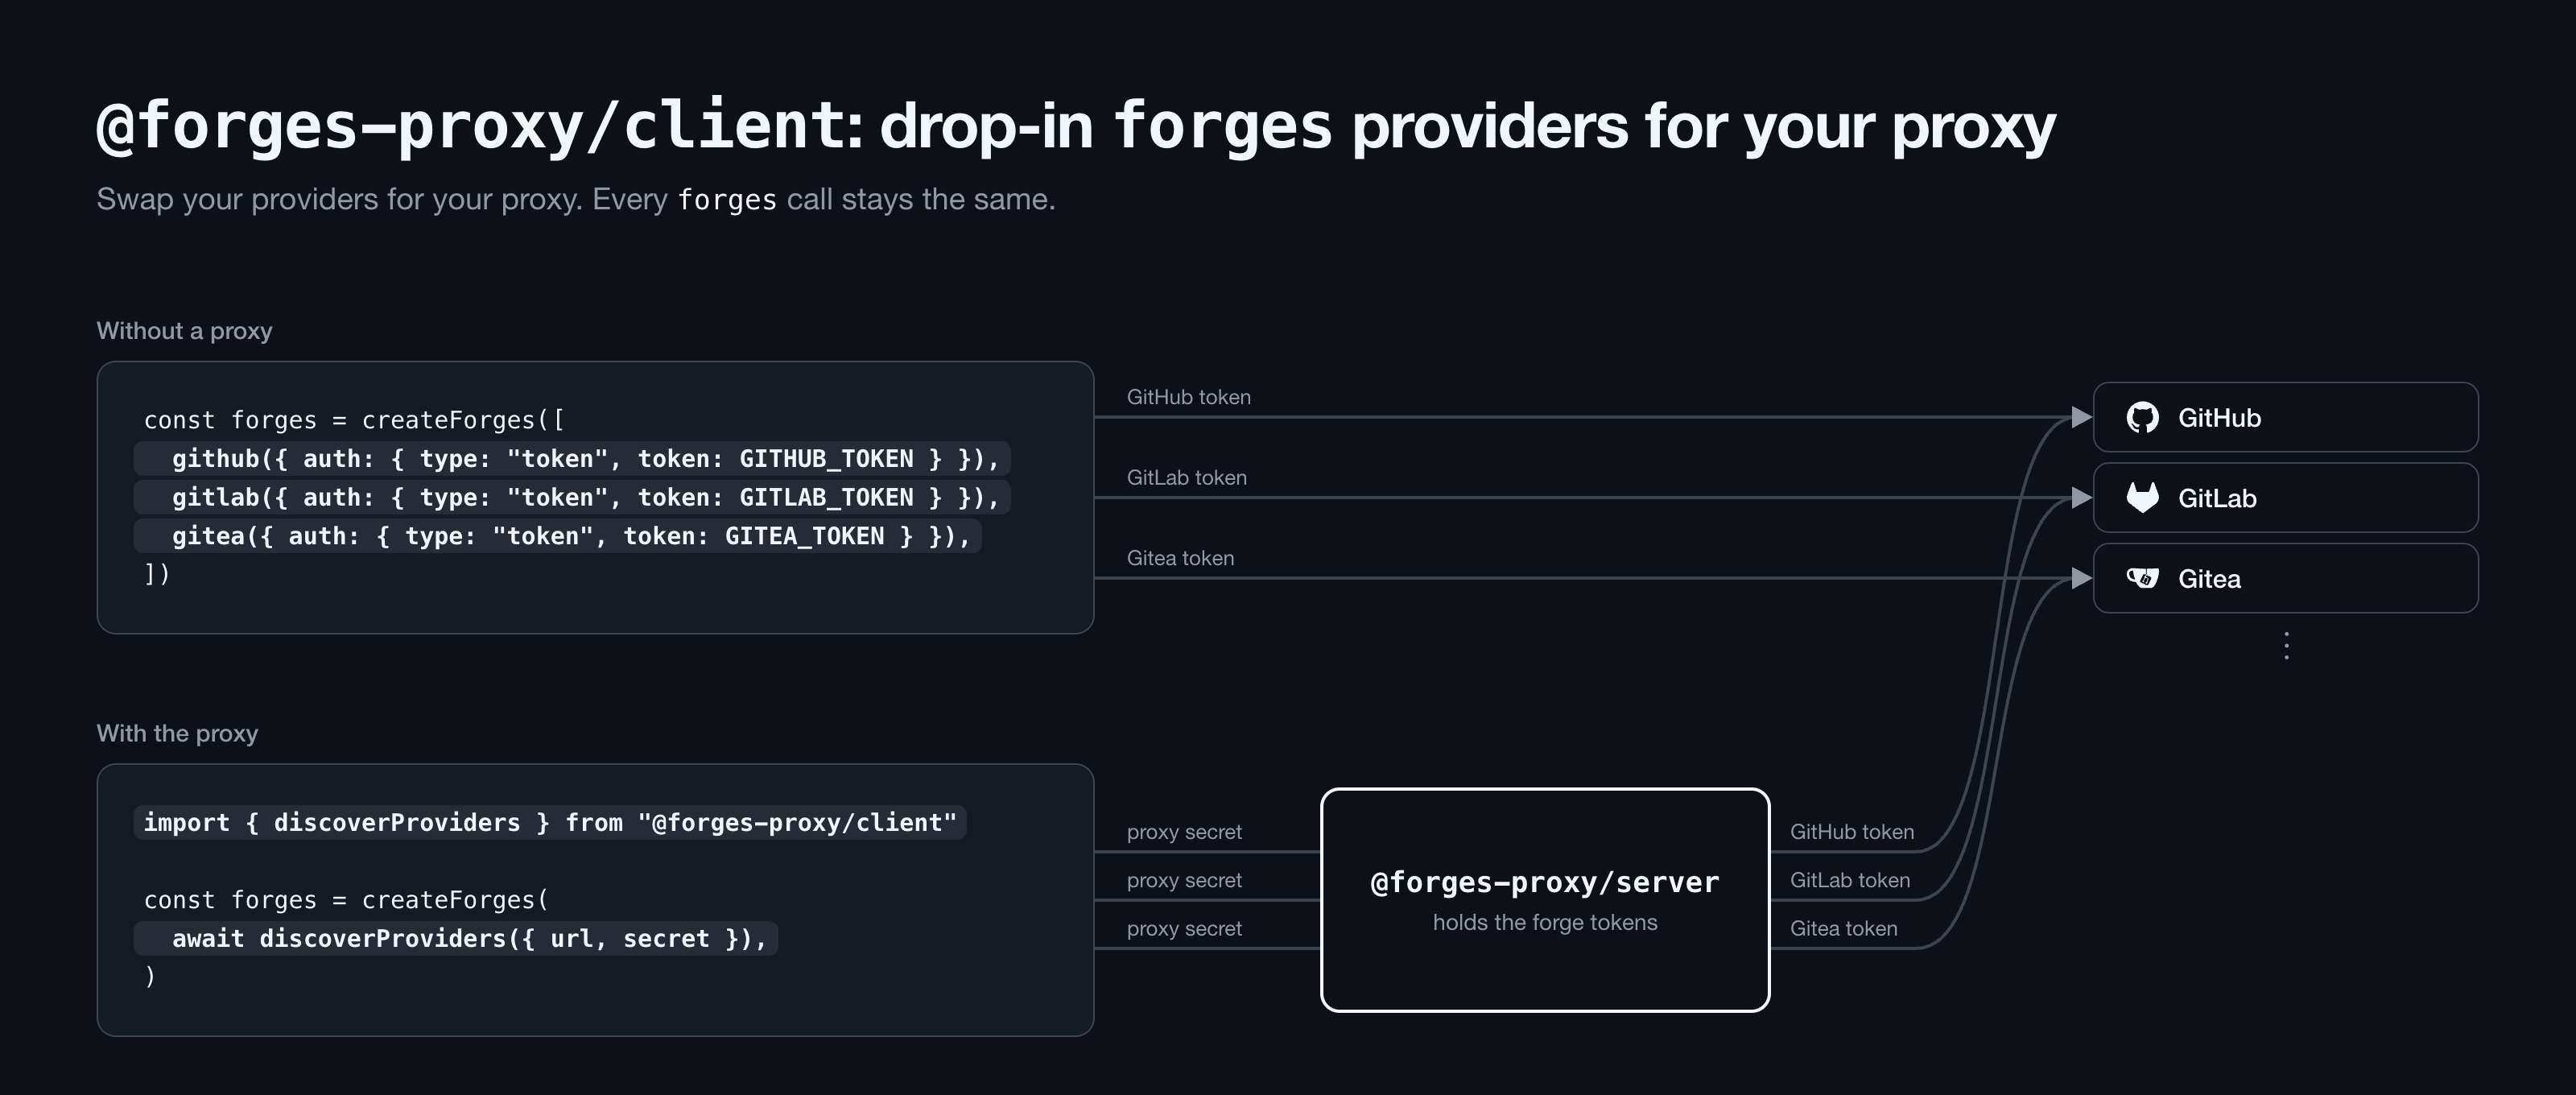 @forges-proxy/client: drop-in forges providers for your proxy
Swap your providers for your proxy. Every forges call stays the same.
Without a proxy
const forges = createForges([
  github({ auth: { type: "token", token: GITHUB_TOKEN } }),
  gitlab({ auth: { type: "token", token: GITLAB_TOKEN } }),
  gitea({ auth: { type: "token", token: GITEA_TOKEN } }),
])
GitHub token
GitLab token
Gitea token
GitHub
GitLab
Gitea
⋮
With the proxy
import { discoverProviders } from "@forges-proxy/client"
const forges = createForges(
  await discoverProviders({ url, secret }),
)
proxy secret
proxy secret
proxy secret
@forges-proxy/server
holds the forge tokens
GitHub token
GitLab token
Gitea token